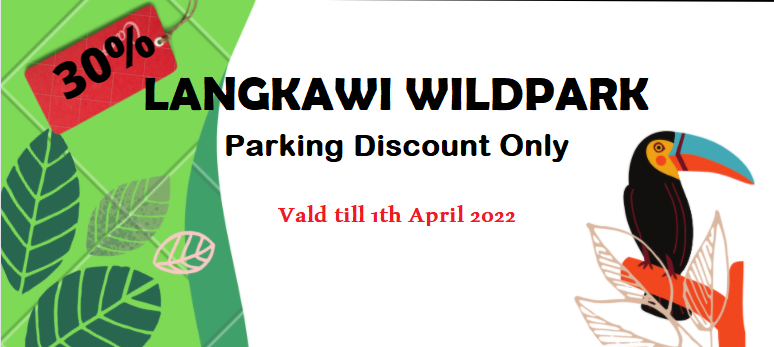 30%
LANGKAWI WILDPARK
Parking Discount Only
Vald till 1th April 2022